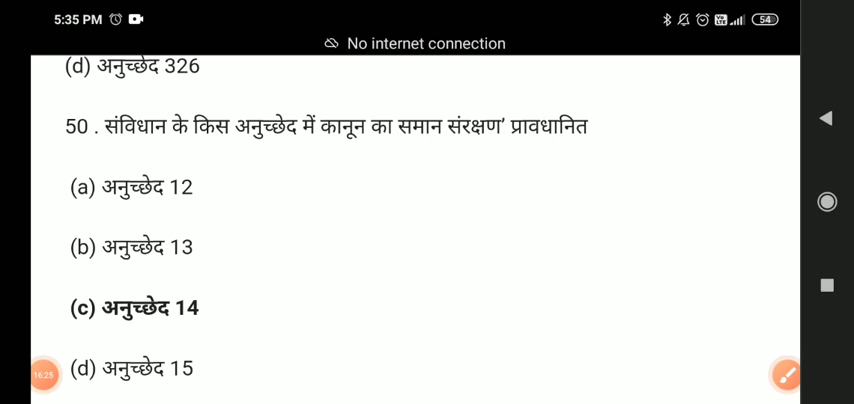 5:35 PM 54
No internet connection
(d) अनुच्छेद 326
50 . संविधान के किस अनुच्छेद में कानून का समान संरक्षण’ प्रावधानित
(a) अनुच्छेद 12
(b) अनुच्छेद 13
(c) अनुच्छेद 14
16:25 (d) अनुच्छेद 15